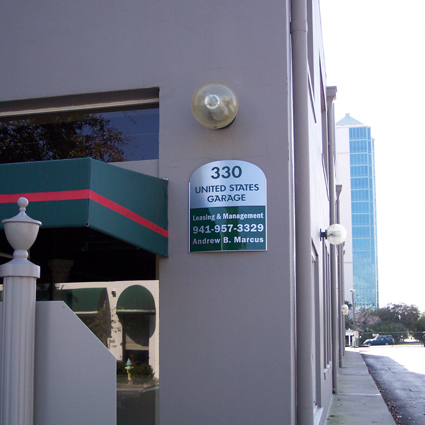 330
UNITED STATES
GARAGE
Leasing & Management
941-957-3329
Andrew B. Marcus